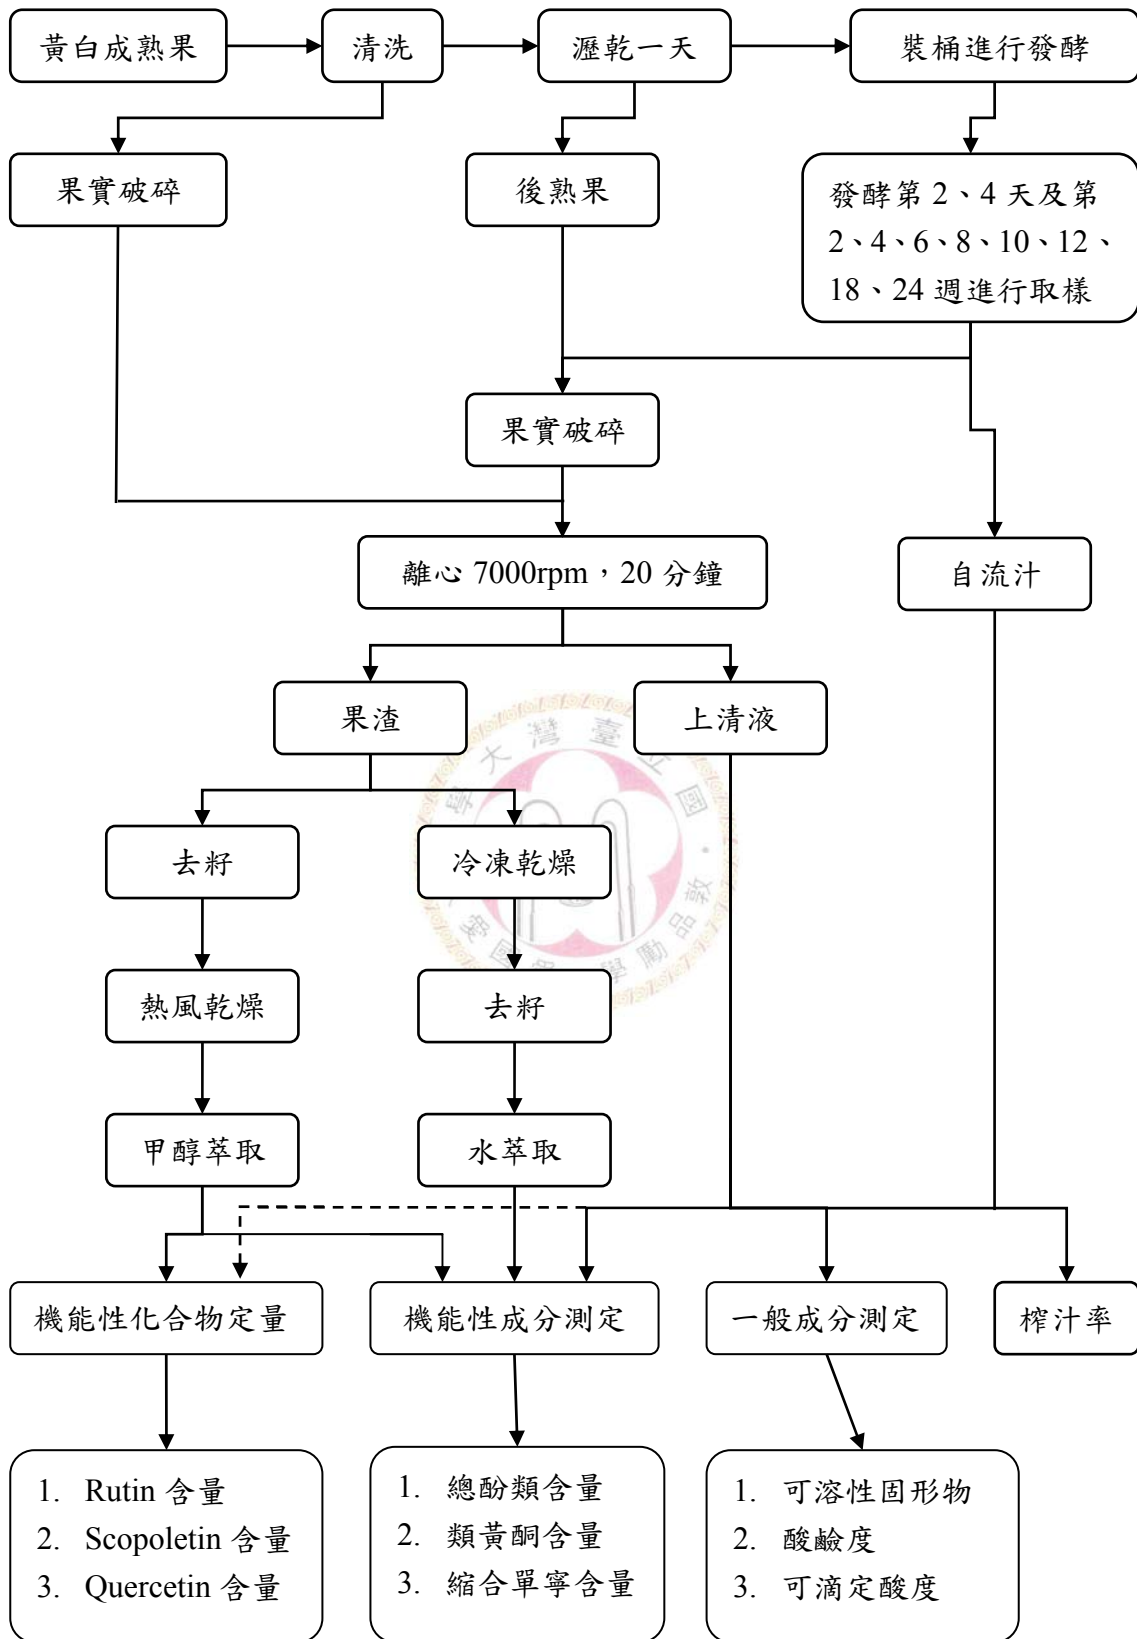 黃白成熟果
清洗
瀝乾一天
裝桶進行發酵
果實破碎
後熟果
發酵第 2、4 天及第
2、4、6、8、10、12、
18、24 週進行取樣
果實破碎
離心 7000rpm，20 分鐘
自流汁
果渣
上清液
去籽
冷凍乾燥
熱風乾燥
去籽
甲醇萃取
水萃取
機能性化合物定量
機能性成分測定
一般成分測定
榨汁率
1. Rutin 含量
2. Scopoletin 含量
3. Quercetin 含量
1. 總酚類含量
2. 類黃酮含量
3. 縮合單寧含量
1. 可溶性固形物
2. 酸鹼度
3. 可滴定酸度